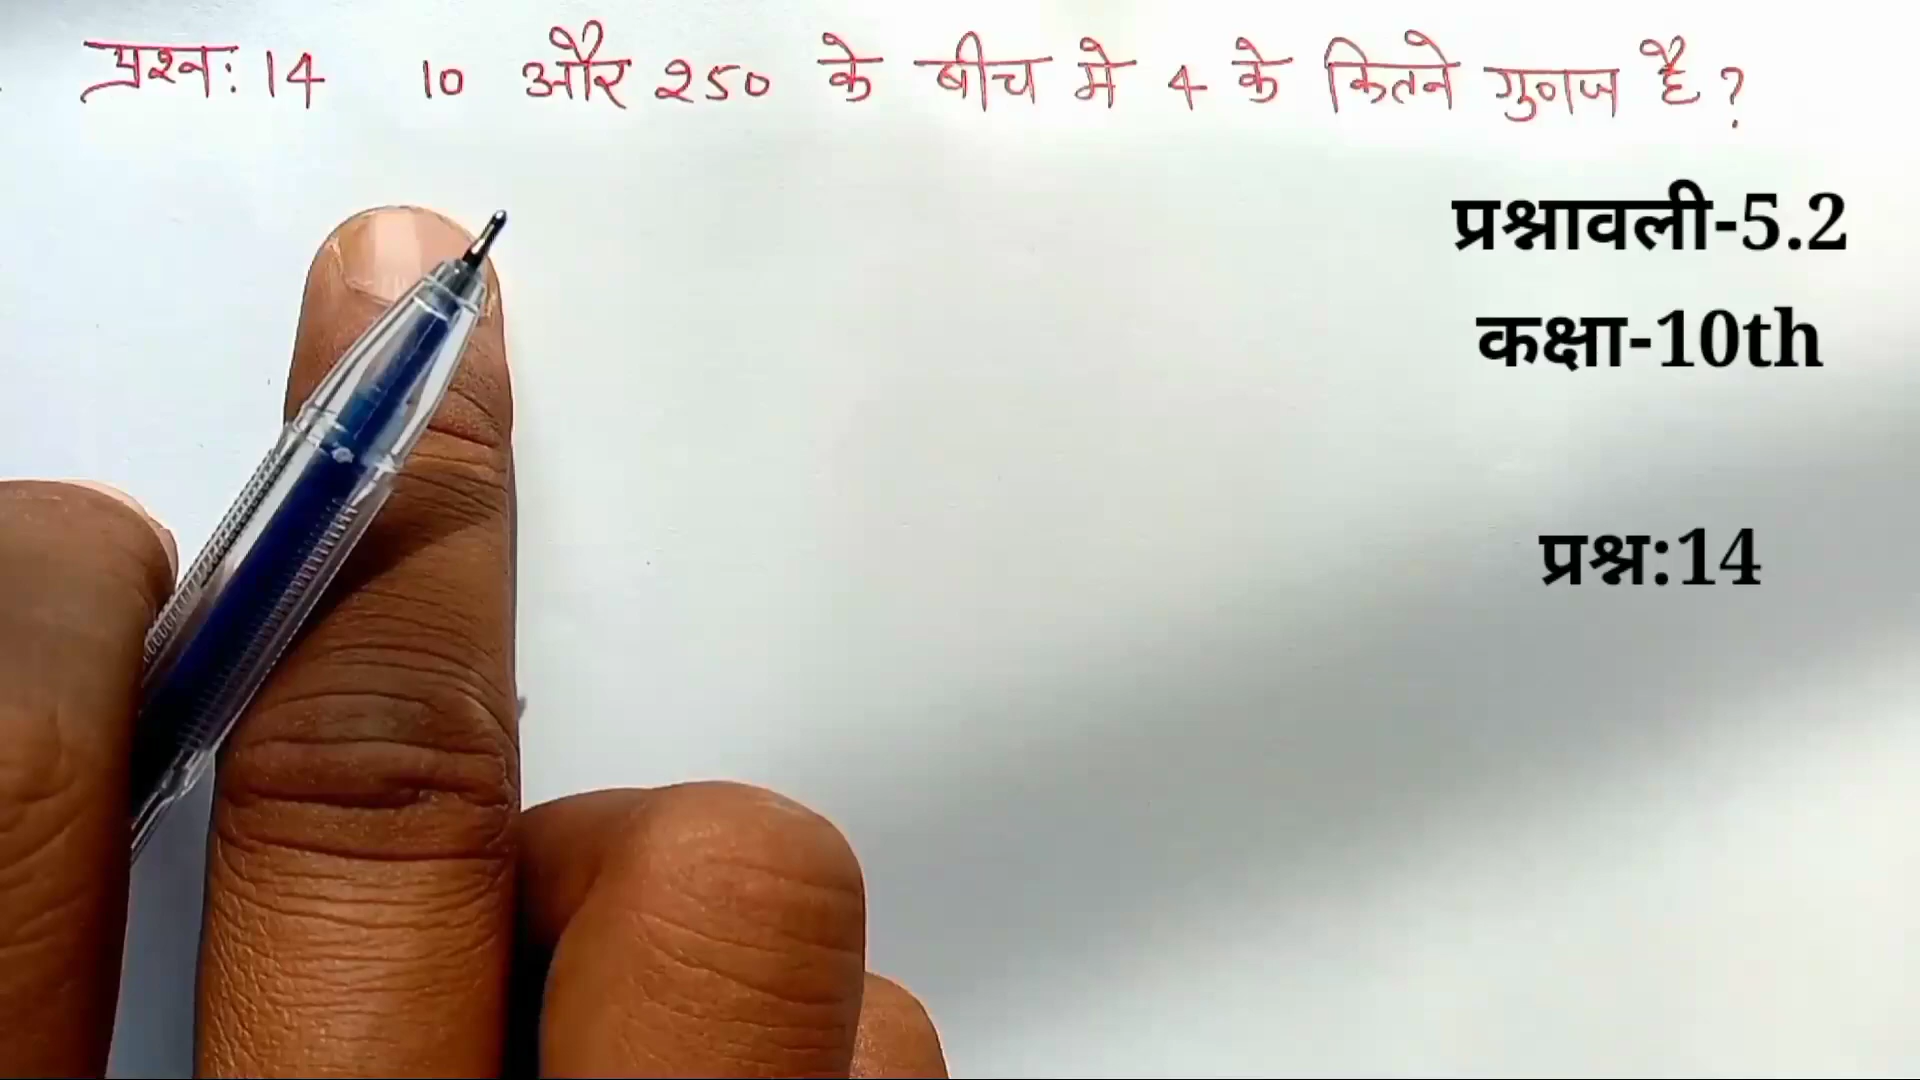 प्रश्न: 14 10 और 250 के बीच मे 4 के कितने गुणज है?
प्रश्नावली-5.2
कक्षा-10th
प्रश्न:14